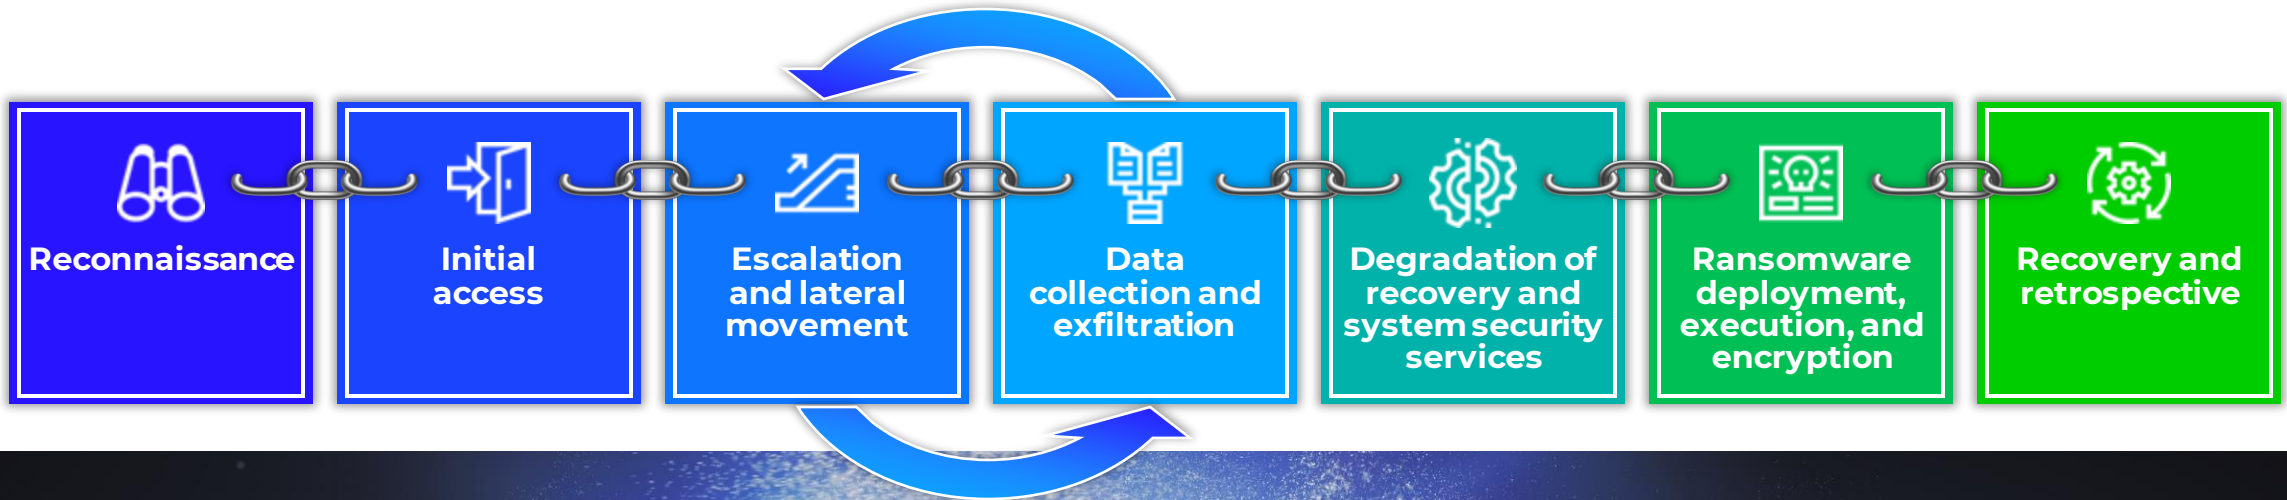 Reconnaissance
Initial
access
Escalation
and lateral
movement
Data
collection and
exfiltration
Degradation of
recovery and
system security
services
Ransomware
deployment,
execution, and
encryption
Recovery and
retrospective